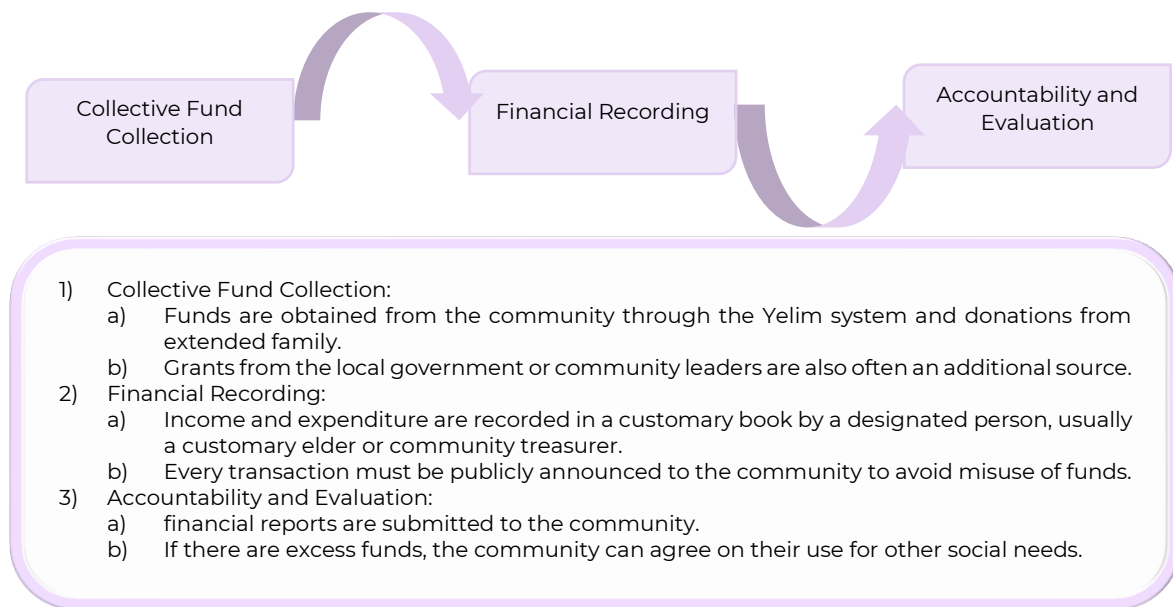 Collective Fund
Collection
Financial Recording
Accountability and
Evaluation
1) Collective Fund Collection:
a) Funds are obtained from the community through the Yelim system and donations from
extended family.
b) Grants from the local government or community leaders are also often an additional source.
2) Financial Recording:
a) Income and expenditure are recorded in a customary book by a designated person, usually
a customary elder or community treasurer.
b) Every transaction must be publicly announced to the community to avoid misuse of funds.
3) Accountability and Evaluation:
a) financial reports are submitted to the community.
b) If there are excess funds, the community can agree on their use for other social needs.